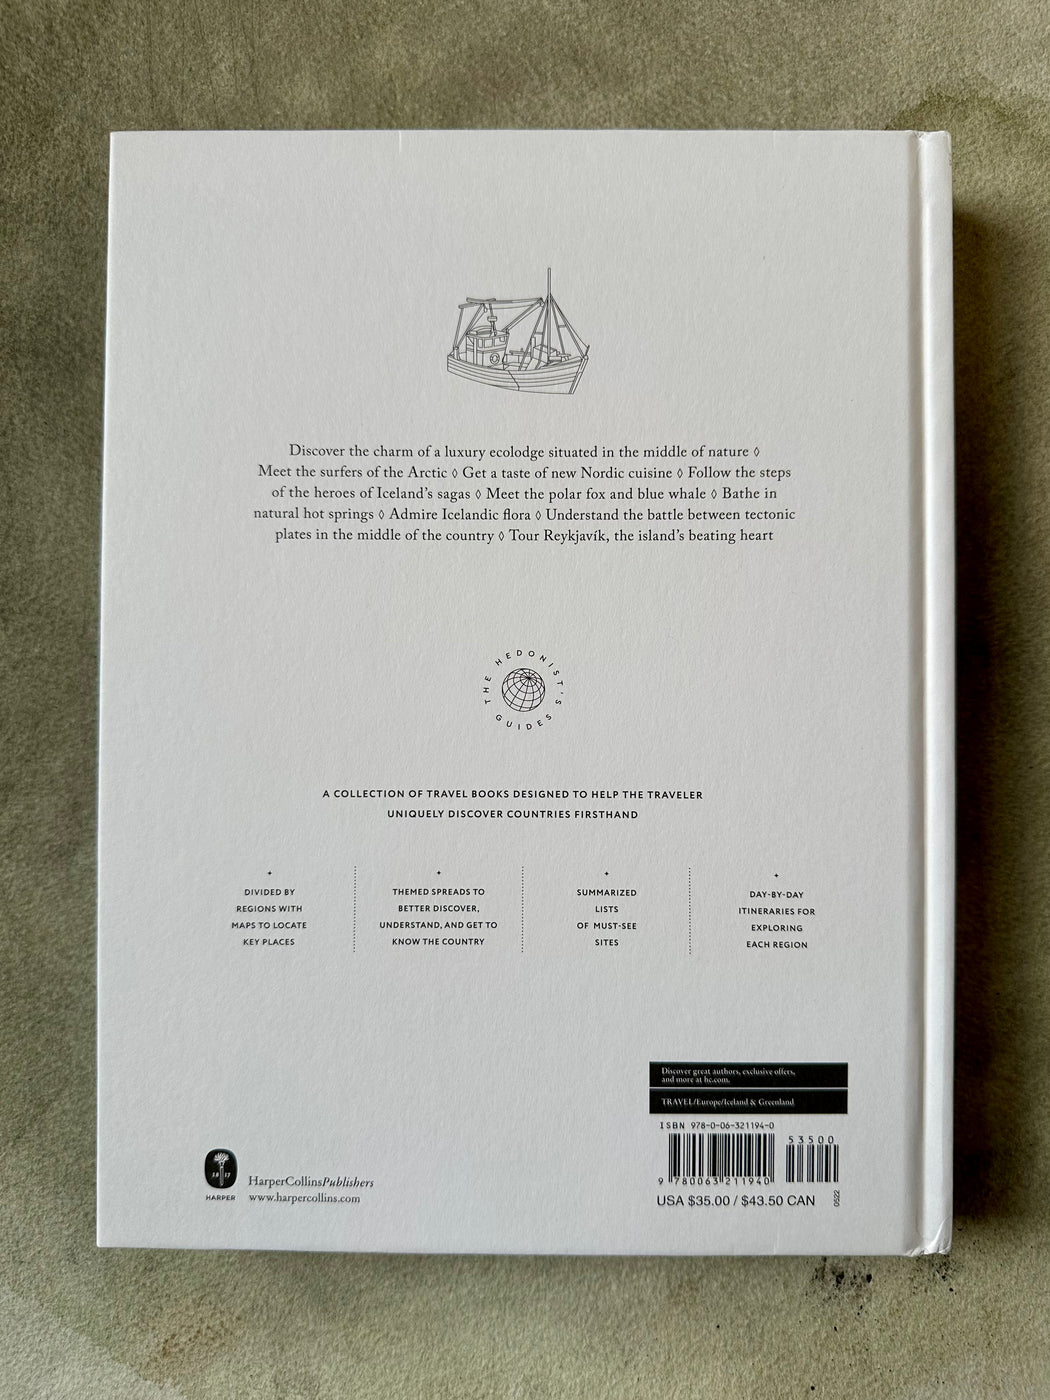 Discover the charm of a luxury ecolodge situated in the middle of nature ◊
Meet the surfers of the Arctic ◊ Get a taste of new Nordic cuisine ◊ Follow the steps
of the heroes of Iceland's sagas ◊ Meet the polar fox and blue whale ◊ Bathe in
natural hot springs ◊ Admire Icelandic flora ◊ Understand the battle between tectonic
plates in the middle of the country ◊ Tour Reykjavík, the island's beating heart
THE HEDONIST'S
GUIDES
A COLLECTION OF TRAVEL BOOKS DESIGNED TO HELP THE TRAVELER
UNIQUELY DISCOVER COUNTRIES FIRSTHAND
DIVIDED BY
REGIONS WITH
MAPS TO LOCATE
KEY PLACES
THEMED SPREADS TO
BETTER DISCOVER,
UNDERSTAND, AND GET TO
KNOW THE COUNTRY
SUMMARIZED
LISTS
OF MUST-SEE
SITES
DAY-BY-DAY
ITINERARIES FOR
EXPLORING
EACH REGION
Discover great authors, exclusive offers,
and more at hc.com.
TRAVEL/Europe/Iceland & Greenland
ISBN 978-0-06-321194-0
53500
9 780063 211940
USA $35.00 / $43.50 CAN
0522
18 17
HARPER
HarperCollinsPublishers
www.harpercollins.com